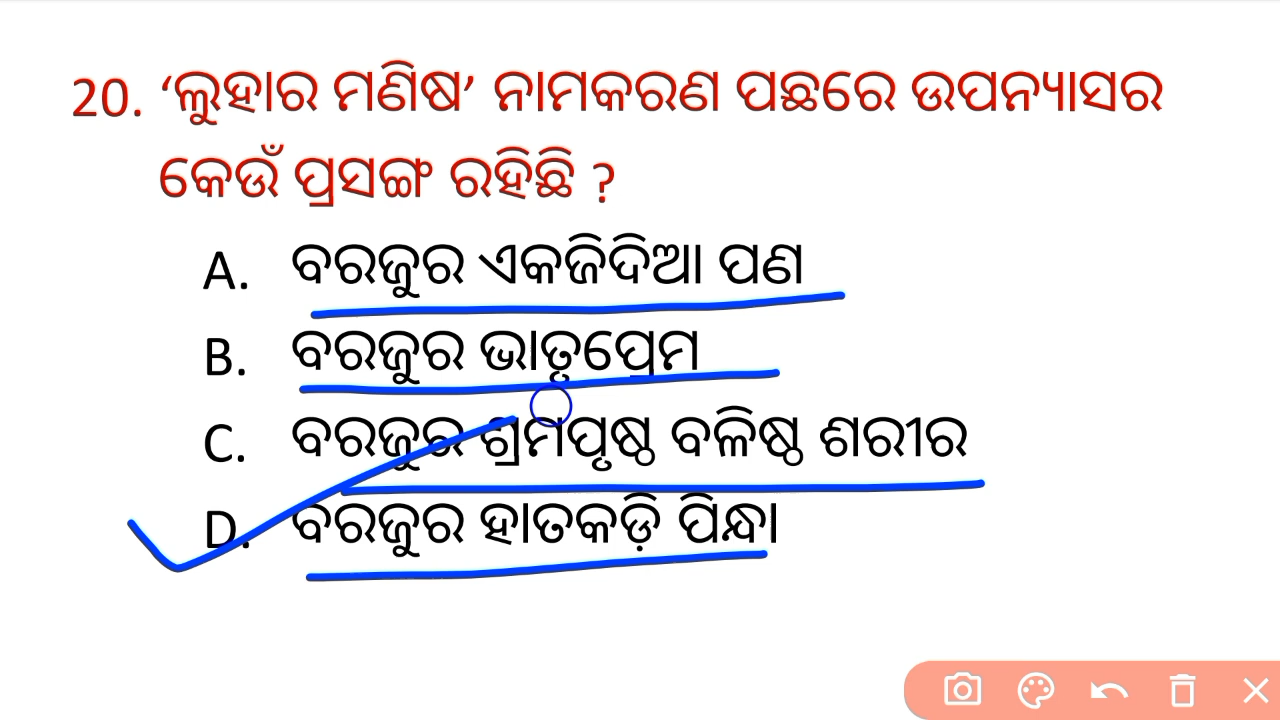 20. ‘ଲୁହାର ମଣିଷ’ ନାମକରଣ ପଛରେ ଉପନ୍ୟାସର
କେଉଁ ପ୍ରସଙ୍ଗ ରହିଛି ?
A. ବରଜୁର ଏକଜିଦିଆ ପଣ
B. ବରଜୁର ଭାତୃପ୍ରେମ
C. ବରଜୁର ଶ୍ରମପୃଷ୍ଠ ବଳିଷ୍ଠ ଶରୀର
D. ବରଜୁର ହାତକଡ଼ି ପିନ୍ଧା